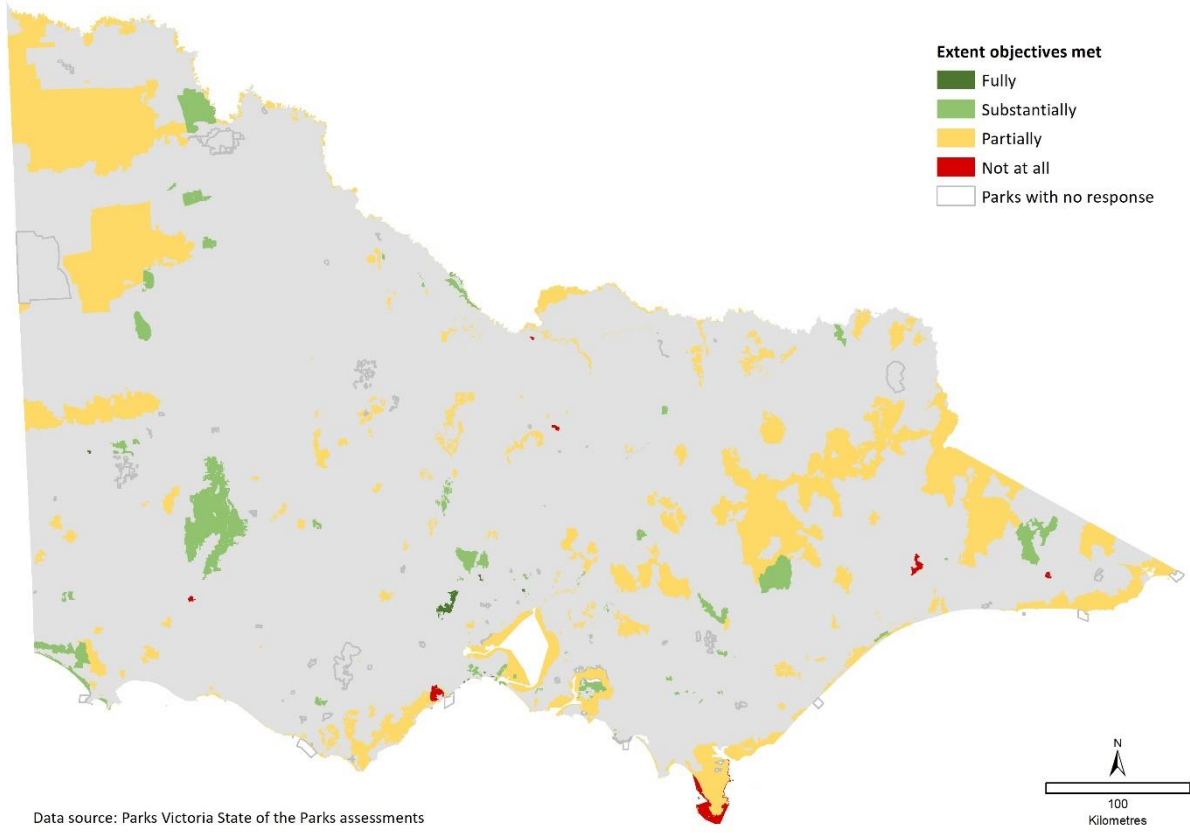 Extent objectives met
Fully
Substantially
Partially
Not at all
Parks with no response
N
100
Kilometres
Data source: Parks Victoria State of the Parks assessments